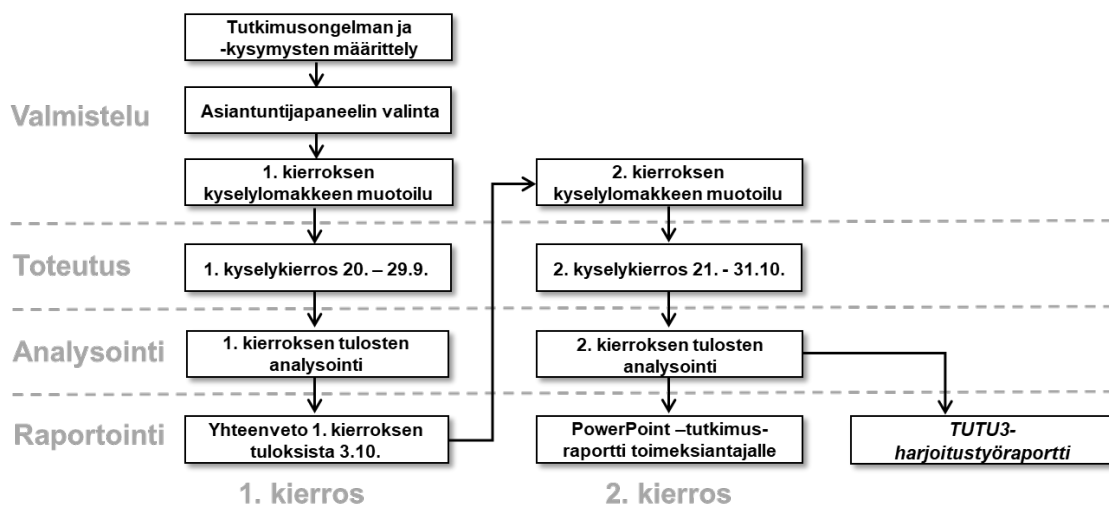 Tutkimusongelman ja
-kysymysten määrittely
Valmistelu
Asiantuntijapaneelin valinta
1. kierroksen
kyselylomakkeen muotoilu
2. kierroksen
kyselylomakkeen muotoilu
Toteutus
1. kyselykierros 20. – 29.9.
2. kyselykierros 21. - 31.10.
Analysointi
1. kierroksen tulosten
analysointi
2. kierroksen tulosten
analysointi
Raportointi
Yhteenveto 1. kierroksen
tuloksista 3.10.
PowerPoint –tutkimus-
raportti toimeksiantajalle
TUTU3-
harjoitustyöraportti
1. kierros
2. kierros